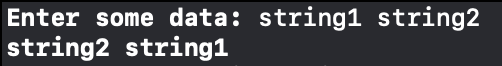 Enter some data: string1 string2
string2 string1